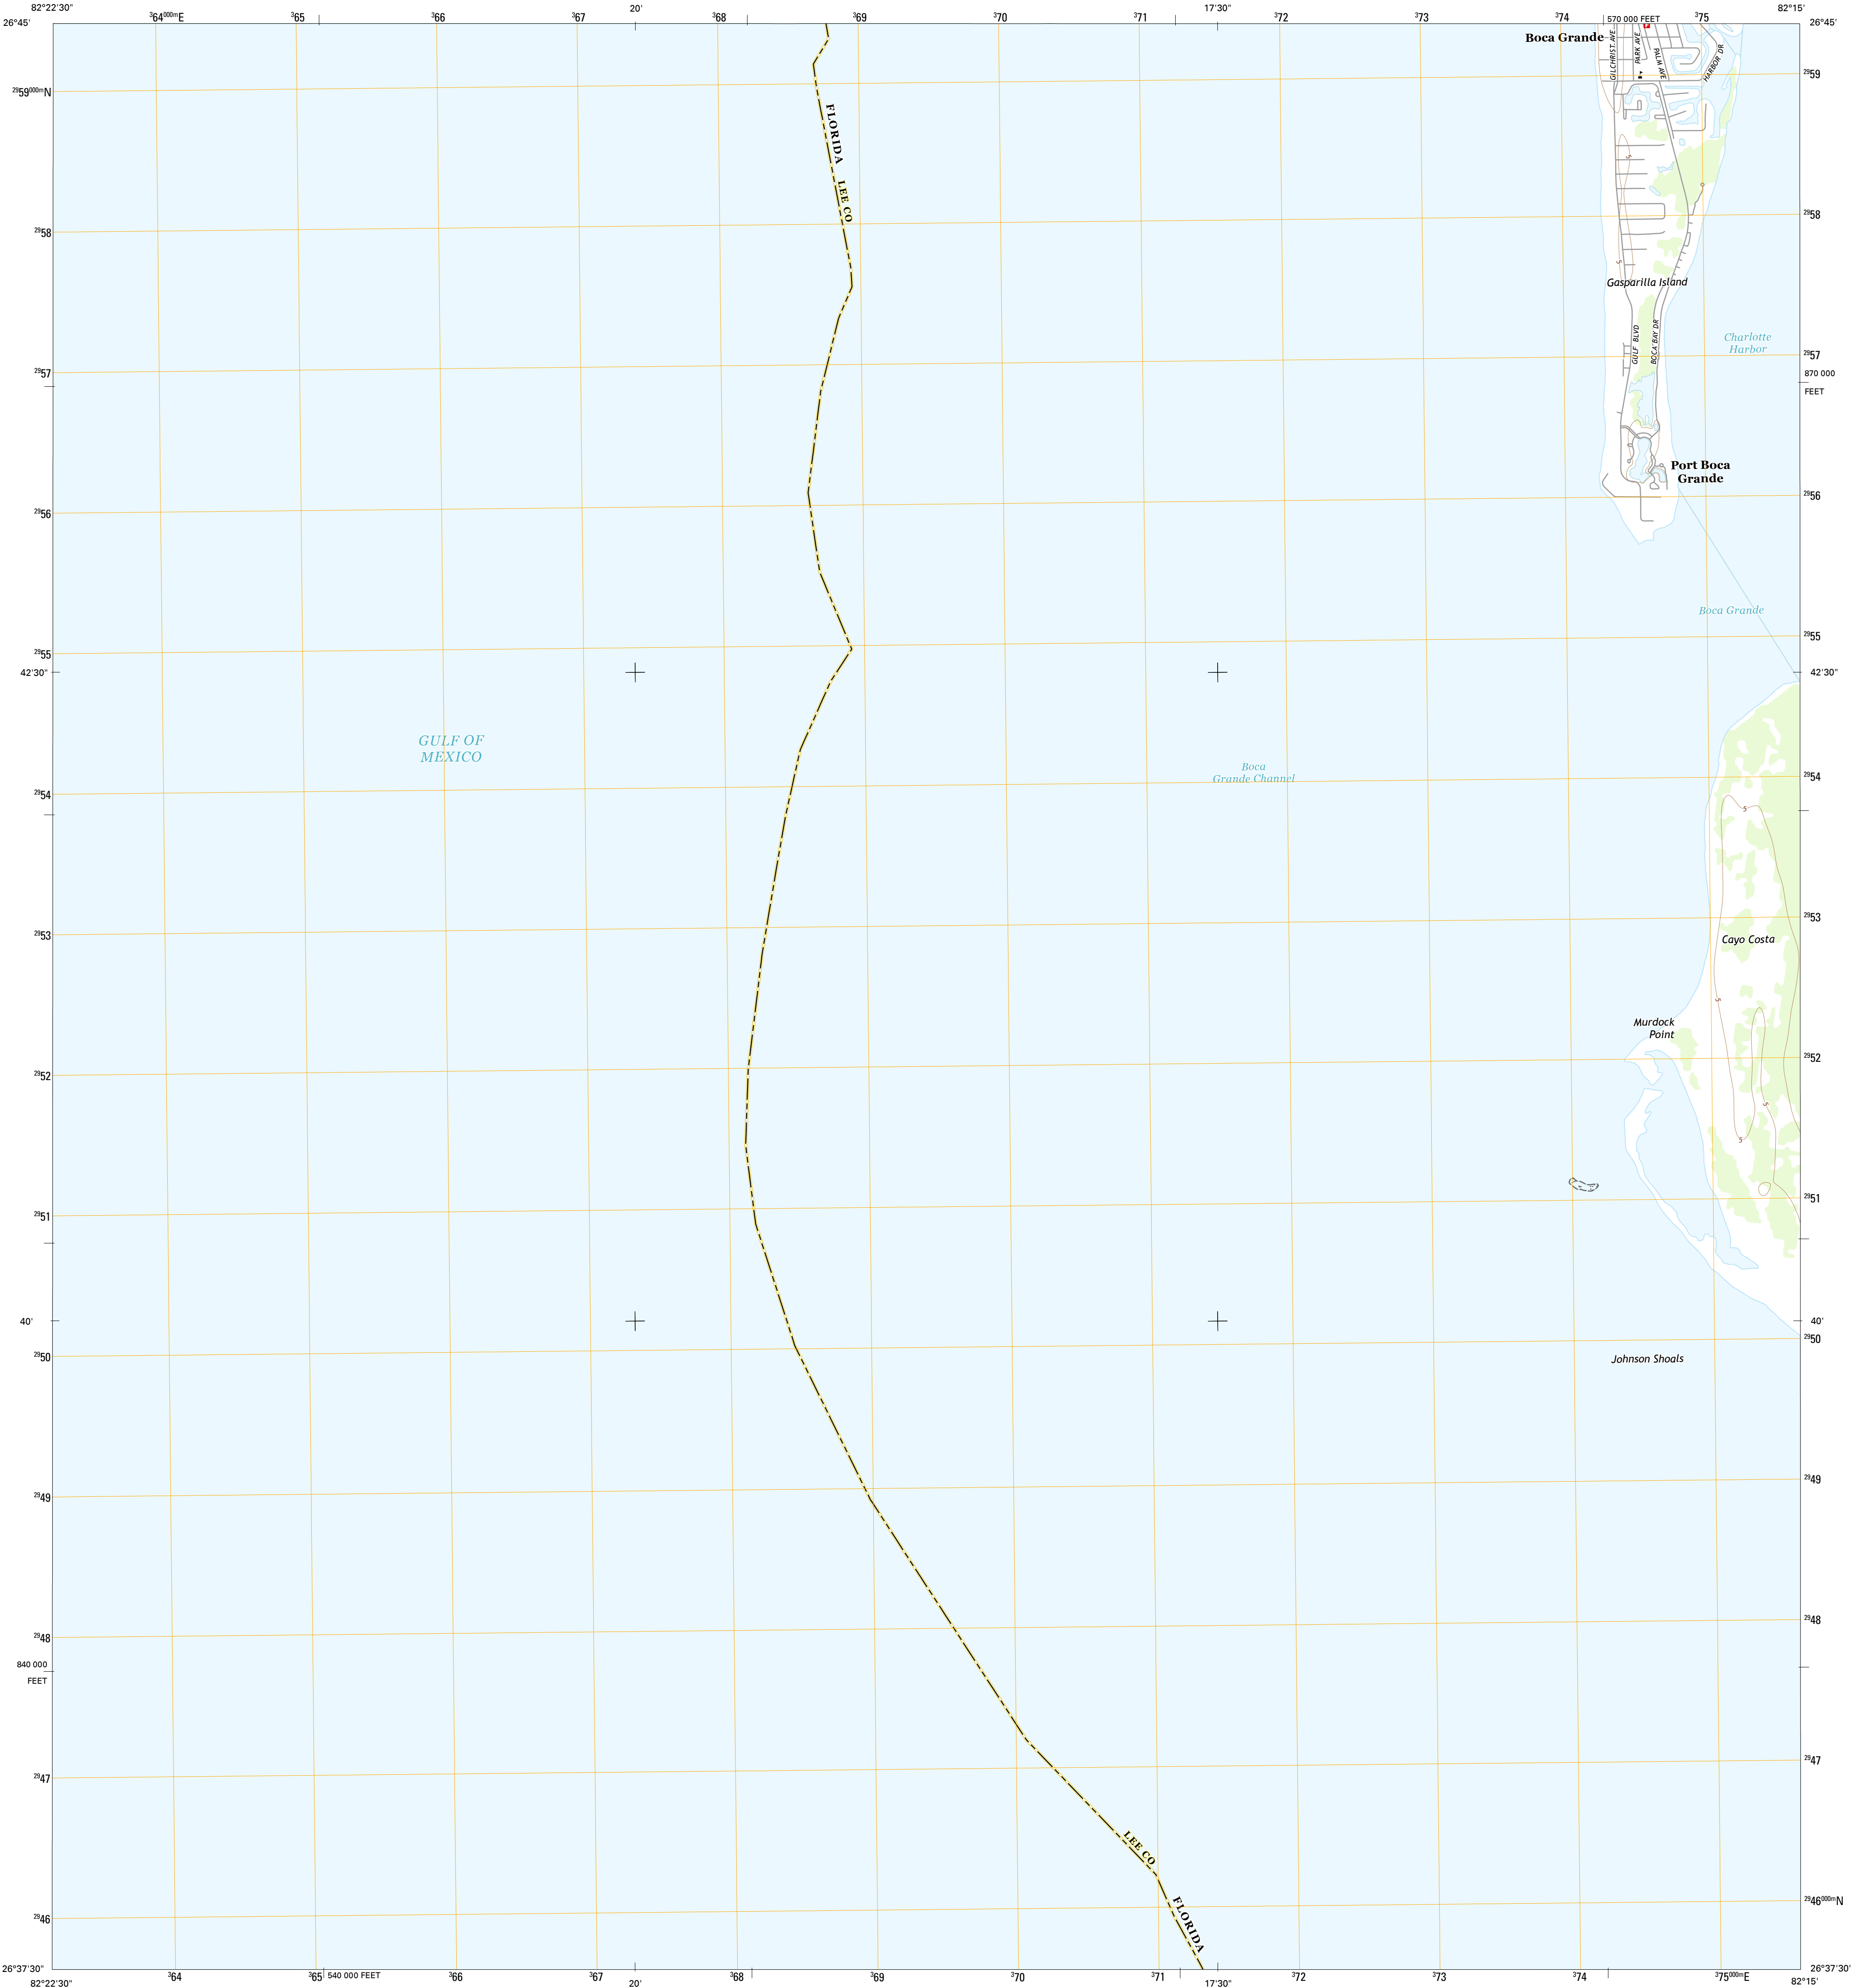 82°22'30" 364000mE 365 366 367 20' 368 369 370 371 17'30" 372 373 374 570 000 FEET 375 82°15'
26°45' 26°45'
Boca Grande
GILCHRIST AVE
PARK AVE
PALM AVE
HARBOR DR
2959000mN 2959
FLORIDA
LEE CO
5
2958 2958
5
Gasparilla Island
GULF BLVD
BOCA BAY DR
Charlotte
Harbor
2957 2957
870 000
FEET
Port Boca
Grande
2956 2956
Boca Grande
2955 2955
42'30" 42'30"
GULF OF
MEXICO
Boca
Grande Channel
2954 2954
5
2953 2953
Cayo Costa
5
Murdock
Point
2952 2952
5
5
2951 2951
40' 40'
2950 2950
Johnson Shoals
2949 2949
2948 2948
840 000
FEET
2947 2947
LEE CO
FLORIDA
2946 2946000mN
26°37'30" 26°37'30"
82°22'30" 364 365 540 000 FEET 366 367 20' 368 369 370 371 17'30" 372 373 374 375000mE 82°15'